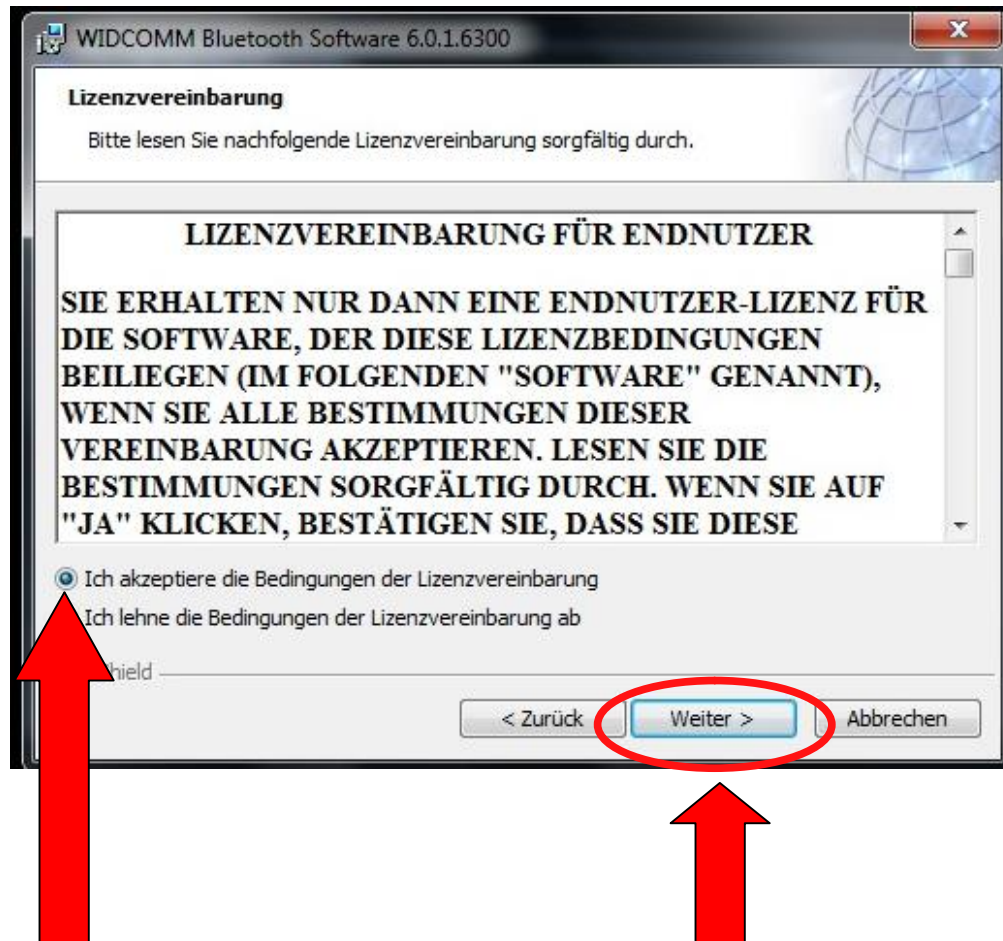 WIDCOMM Bluetooth Software 6.0.1.6300
Lizenzvereinbarung
Bitte lesen Sie nachfolgende Lizenzvereinbarung sorgfältig durch.
LIZENZVEREINBARUNG FÜR ENDNUTZER
SIE ERHALTEN NUR DANN EINE ENDNUTZER-LIZENZ FÜR
DIE SOFTWARE, DER DIESE LIZENZBEDINGUNGEN
BEILIEGEN (IM FOLGENDEN "SOFTWARE" GENANNT),
WENN SIE ALLE BESTIMMUNGEN DIESER
VEREINBARUNG AKZEPTIEREN. LESEN SIE DIE
BESTIMMUNGEN SORGFÄLTIG DURCH. WENN SIE AUF
"JA" KLICKEN, BESTÄTIGEN SIE, DASS SIE DIESE
Ich akzeptiere die Bedingungen der Lizenzvereinbarung
Ich lehne die Bedingungen der Lizenzvereinbarung ab
< Zurück Weiter > Abbrechen